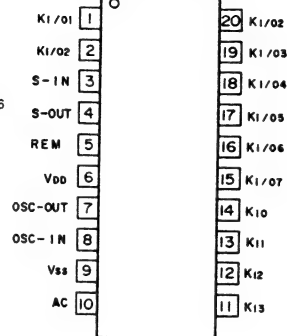 KI/O1 1
KI/O2 2
S-IN 3
S-OUT 4
REM 5
VDD 6
OSC-OUT 7
OSC-IN 8
Vss 9
AC 10
20 KI/O2
19 KI/O3
18 KI/O4
17 KI/O5
16 KI/O6
15 KI/O7
14 KI0
13 KI1
12 KI2
11 KI3
6